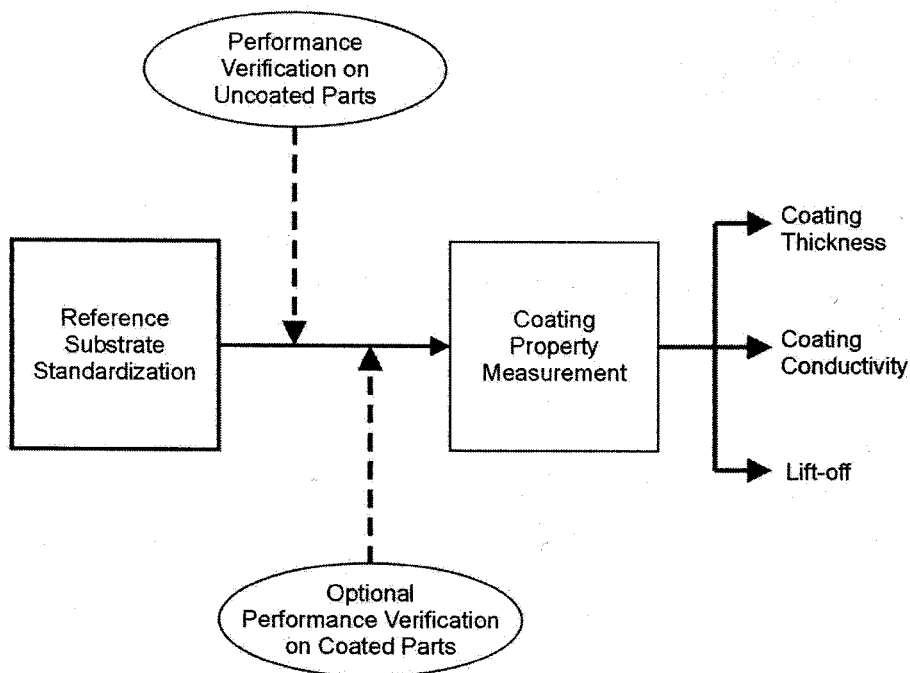 Performance
Verification on
Uncoated Parts
Reference
Substrate
Standardization
Coating
Property
Measurement
Coating
Thickness
Coating
Conductivity
Lift-off
Optional
Performance Verification
on Coated Parts